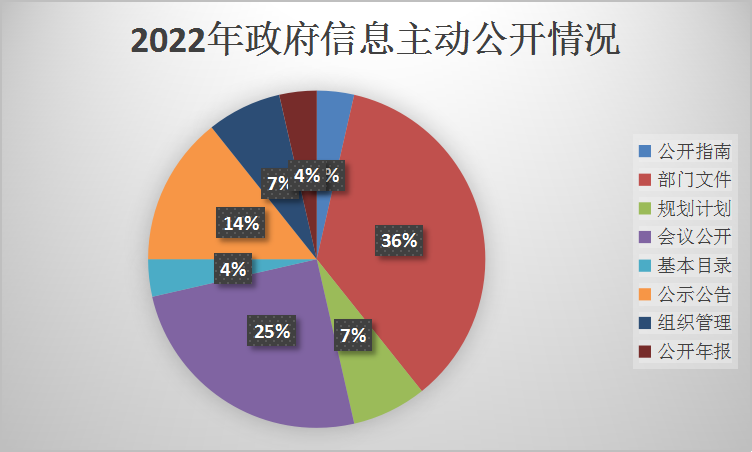 2022年政府信息主动公开情况
7%
4%
%
36%
14%
4%
25%
7%
公开指南
部门文件
规划计划
会议公开
基本目录
公示公告
组织管理
公开年报